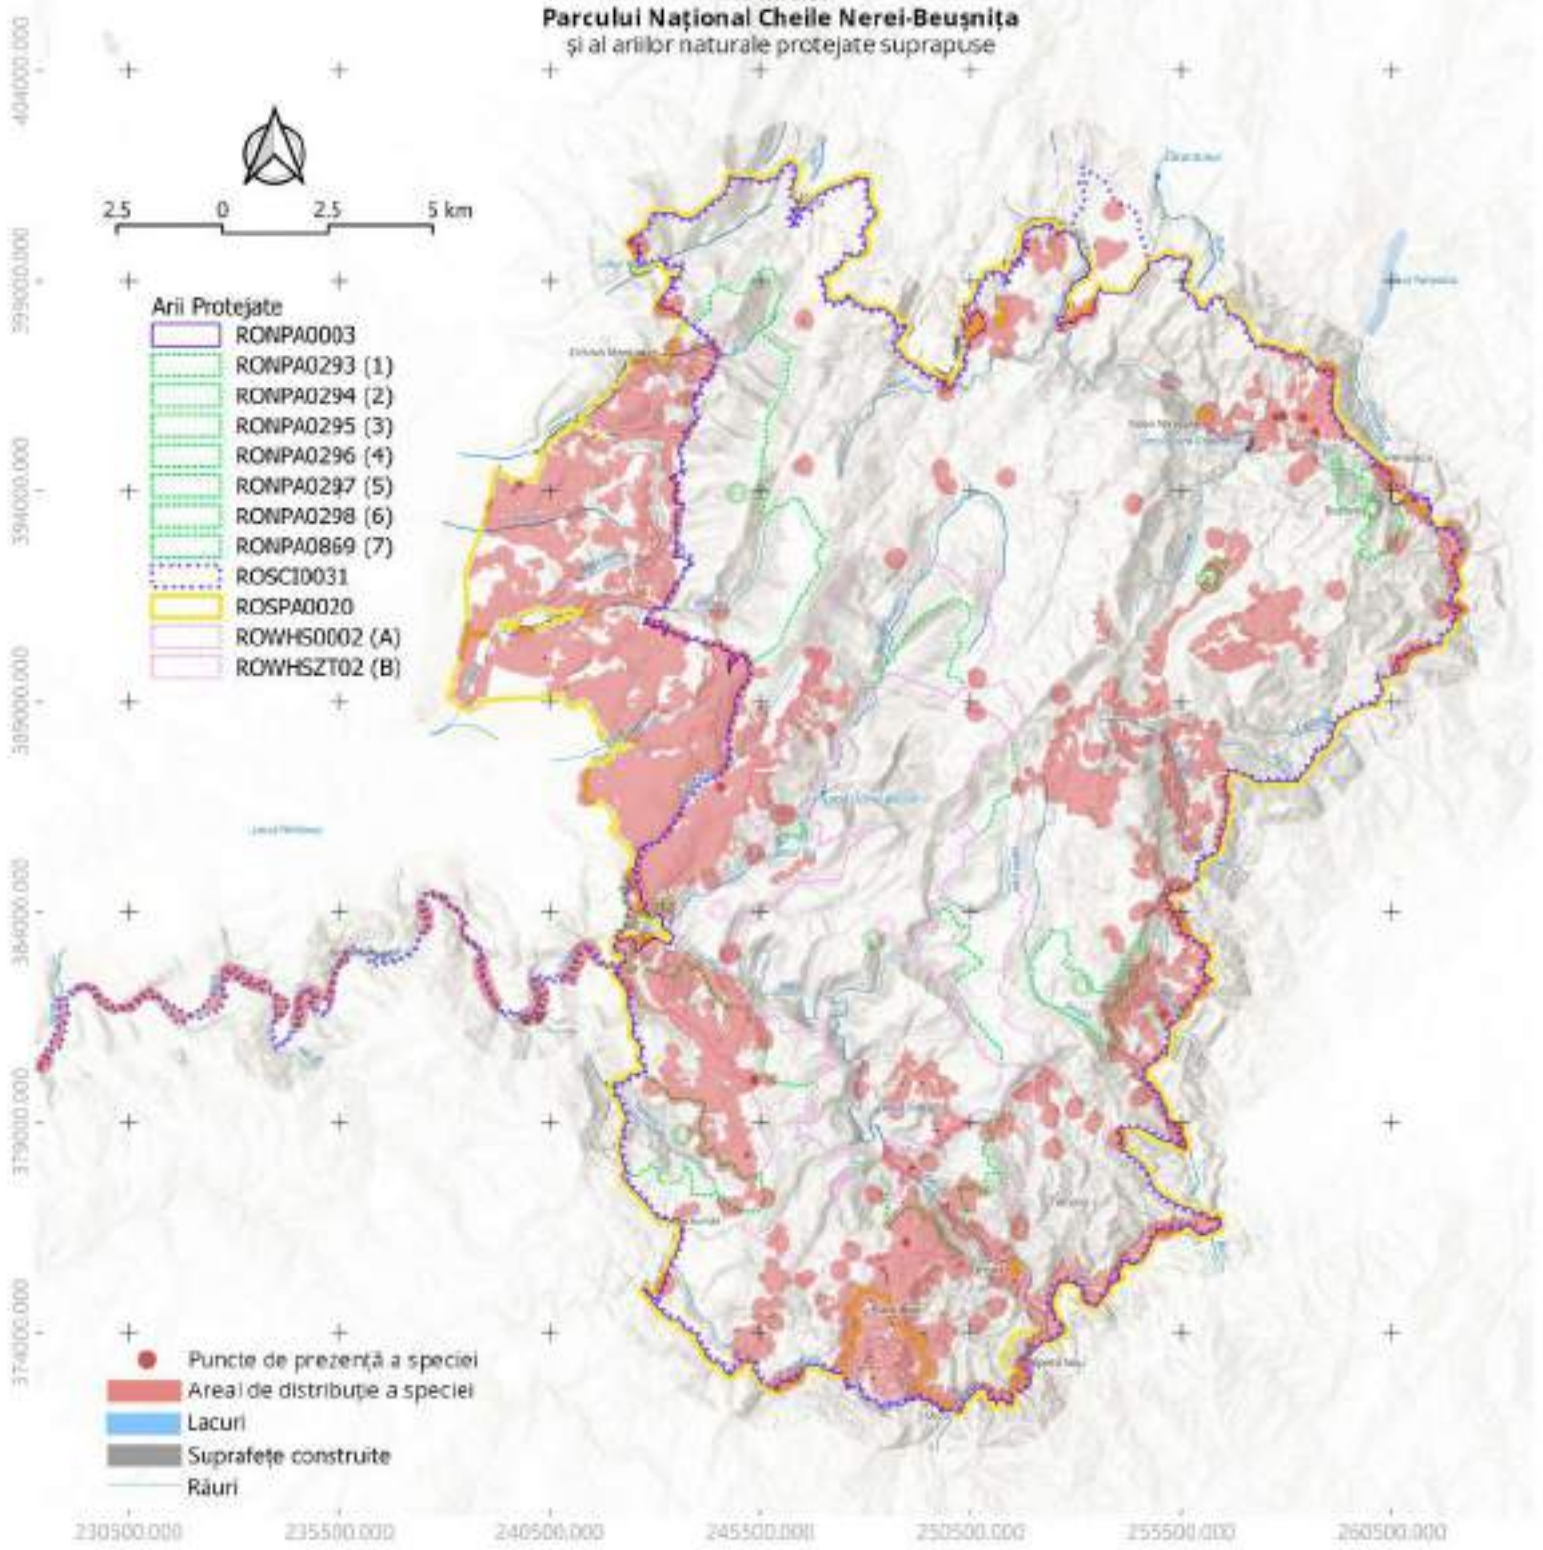 Parcului Național Cheile Nerei-Beușnița
și al ariilor naturale protejate suprapuse
404000.000
399000.000
394000.000
389000.000
384000.000
379000.000
374000.000
2.5 0 2.5 5 km
Arii Protejate
RONPA0003
RONPA0293 (1)
RONPA0294 (2)
RONPA0295 (3)
RONPA0296 (4)
RONPA0297 (5)
RONPA0298 (6)
RONPA0869 (7)
ROSCI0031
ROSPA0020
ROWHS0002 (A)
ROWHSZT02 (B)
Puncte de prezență a speciei
Areal de distribuție a speciei
Lacuri
Suprafețe construite
Râuri
230500.000 235500.000 240500.000 245500.000 250500.000 255500.000 260500.000